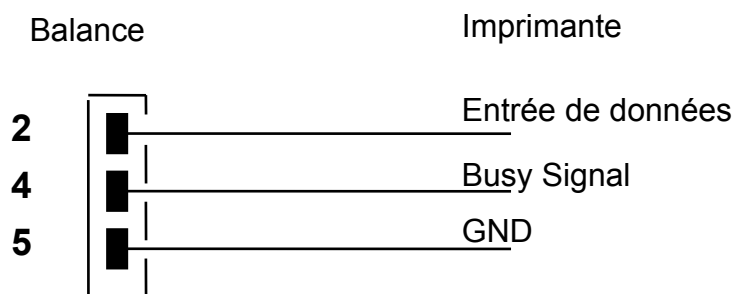 Balance Imprimante
2 Entrée de données
4 Busy Signal
5 GND